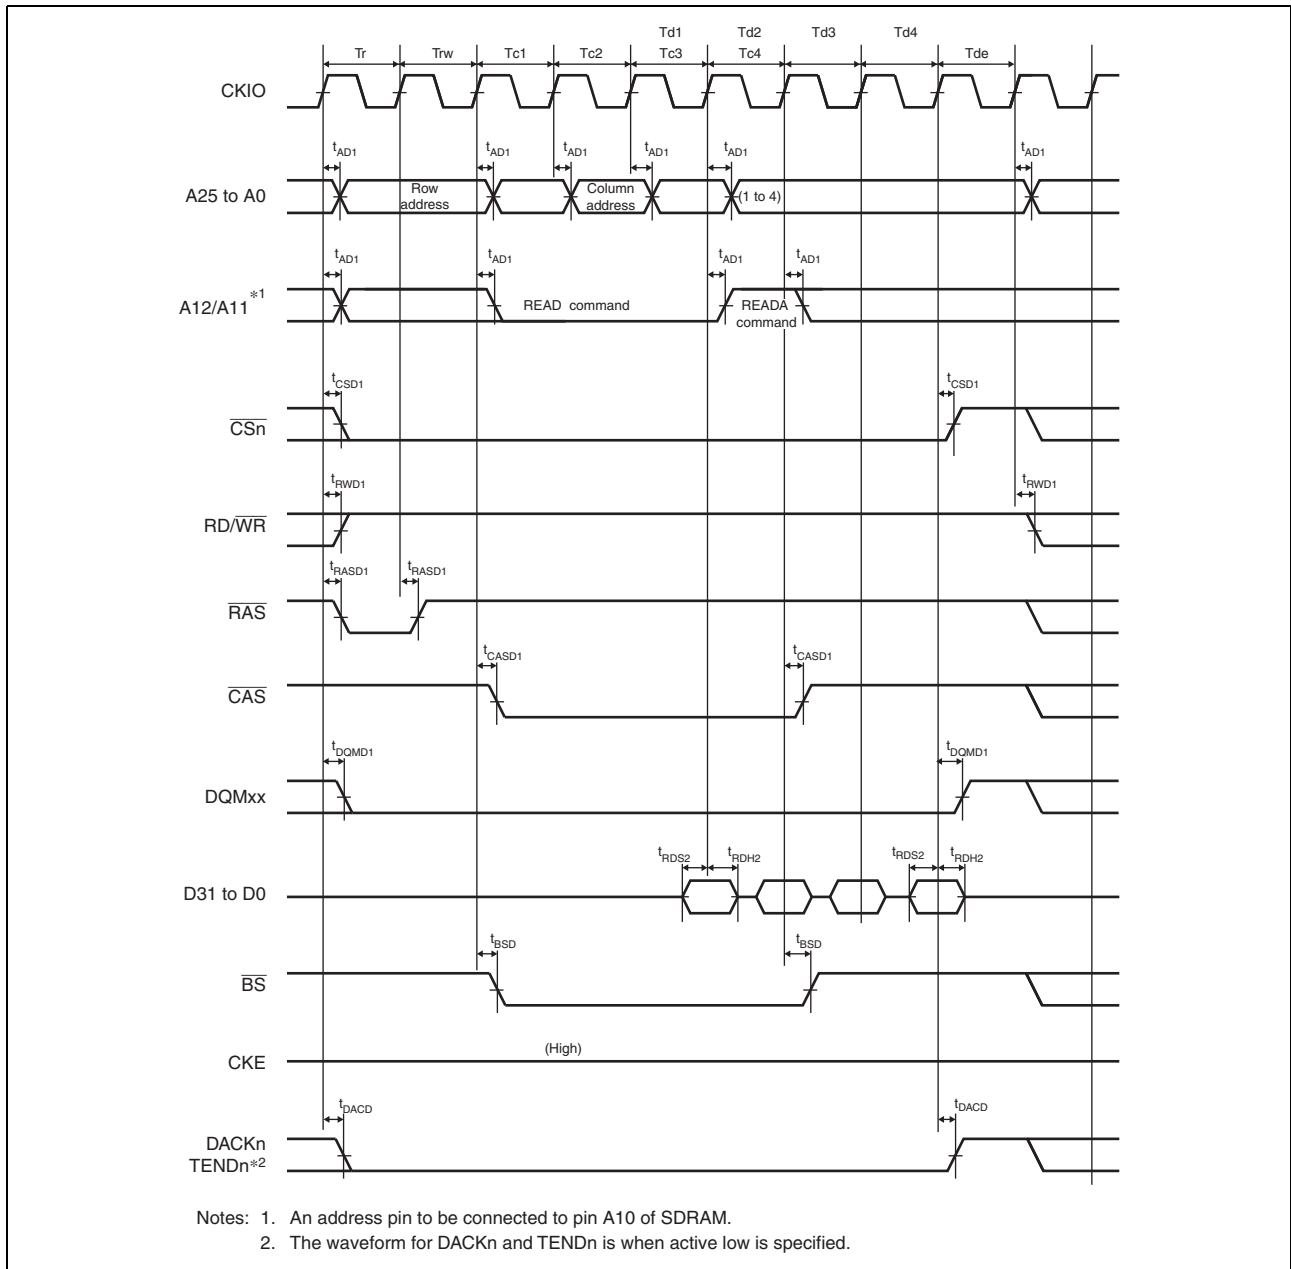 Td1 Td2 Td3 Td4
Tr Trw Tc1 Tc2 Tc3 Tc4 Tde
CKIO
tAD1 tAD1 tAD1 tAD1 tAD1 tAD1
A25 to A0
Row address
Column address
(1 to 4)
tAD1 tAD1 tAD1 tAD1
A12/A11*1
READ command
READA command
tCSD1 tCSD1
CSn
tRWD1 tRWD1
RD/WR
tRASD1 tRASD1
RAS
tCASD1 tCASD1
CAS
tDQMD1 tDQMD1
DQMxx
tRDS2 tRDH2 tRDS2 tRDH2
D31 to D0
tBSD tBSD
BS
(High)
CKE
tDACD tDACD
DACKn
TENDn*2
Notes: 1. An address pin to be connected to pin A10 of SDRAM.
2. The waveform for DACKn and TENDn is when active low is specified.